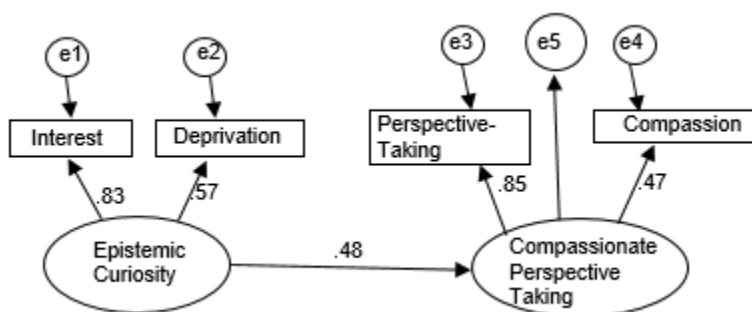 e1
e2
e3
e5
e4
Interest
Deprivation
Perspective-
Taking
Compassion
.83
.57
.85
.47
Epistemic
Curiosity
.48
Compassionate
Perspective
Taking